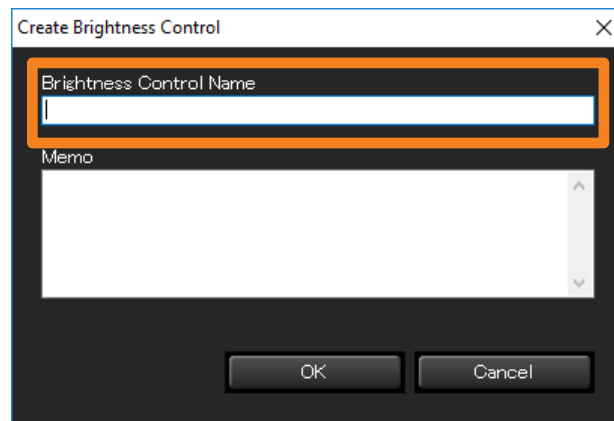 Create Brightness Control
Brightness Control Name
Memo
OK
Cancel